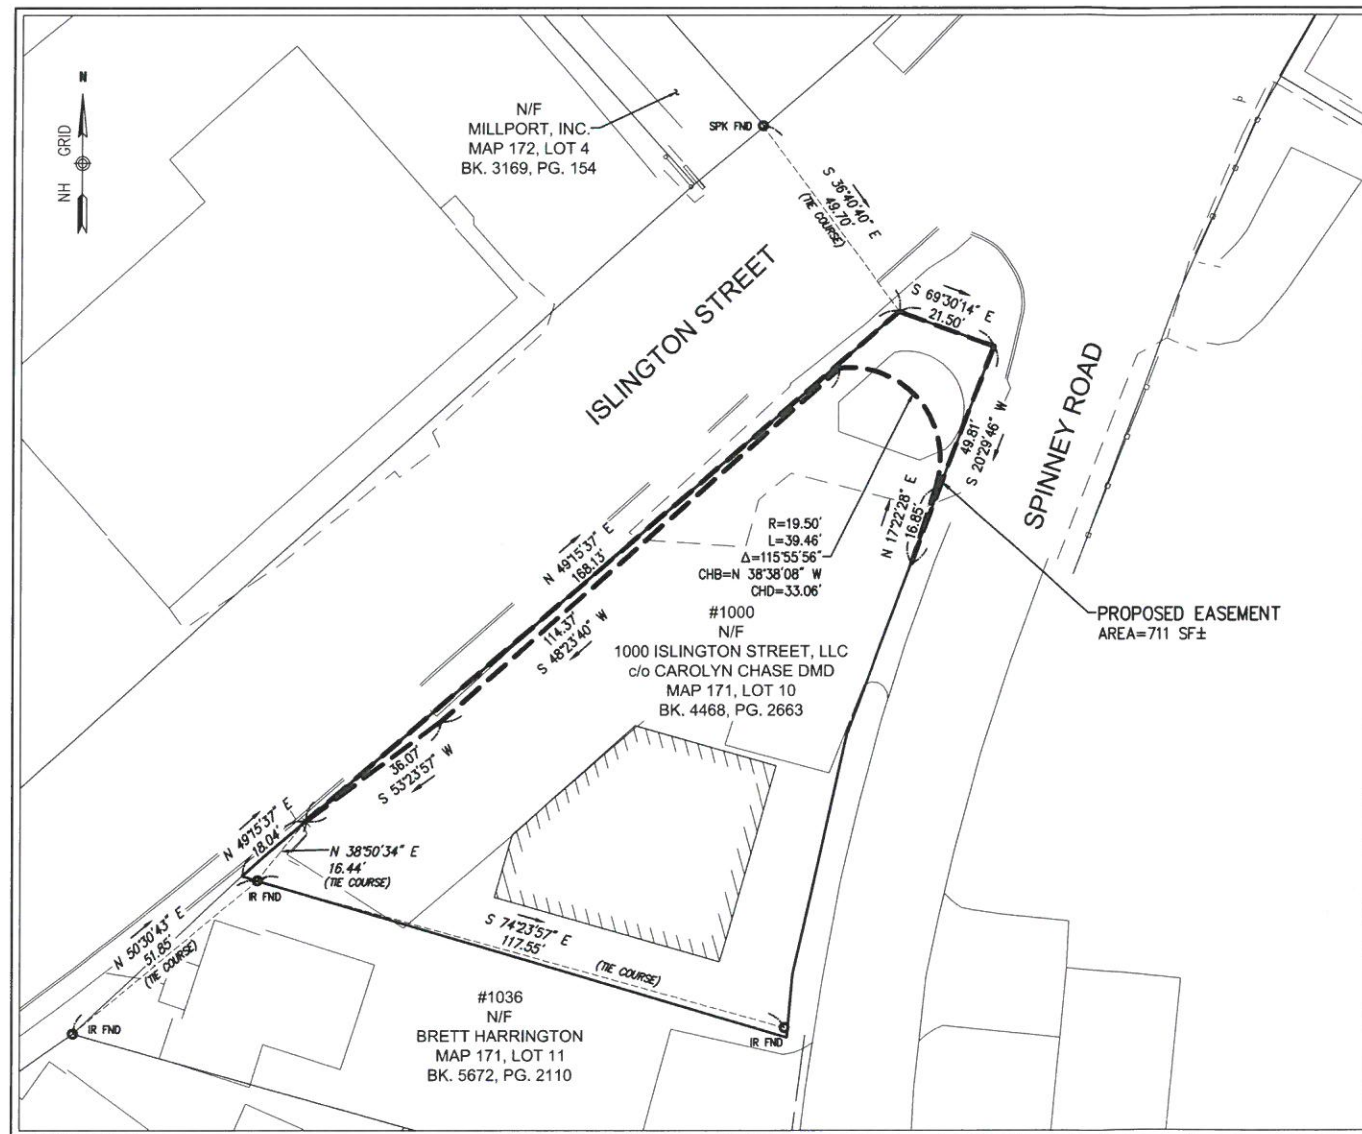 N
NH GRID
N/F
MILLPORT, INC.
MAP 172, LOT 4
BK. 3169, PG. 154
SPK FND
S 36°40'40" E
49.70'
(TIE COURSE)
ISLINGTON STREET
S 69°30'14" E
21.50'
49.81'
S 20°29'46" W
SPINNEY ROAD
N 17°22'28" E
16.85'
R=19.50'
L=39.46'
Δ=115°55'56"
CHB=N 38°38'08" W
CHD=33.06'
N 49°15'37" E
168.13'
114.37'
S 48°23'40" W
#1000
N/F
1000 ISLINGTON STREET, LLC
c/o CAROLYN CHASE DMD
MAP 171, LOT 10
BK. 4468, PG. 2663
PROPOSED EASEMENT
AREA=711 SF±
36.07'
S 53°23'57" W
N 49°15'37" E
18.04'
N 38°50'34" E
16.44'
(TIE COURSE)
IR FND
N 50°30'43" E
51.85'
(TIE COURSE)
S 74°23'57" E
117.55'
(TIE COURSE)
IR FND
IR FND
#1036
N/F
BRETT HARRINGTON
MAP 171, LOT 11
BK. 5672, PG. 2110